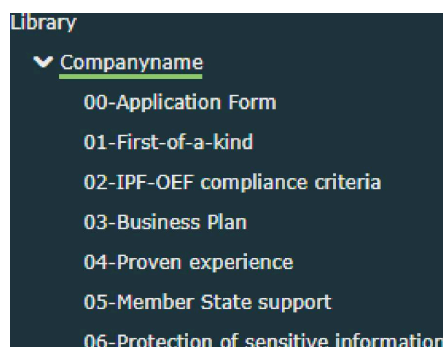 Library
Companyname
00-Application Form
01-First-of-a-kind
02-IPF-OEF compliance criteria
03-Business Plan
04-Proven experience
05-Member State support
06-Protection of sensitive information